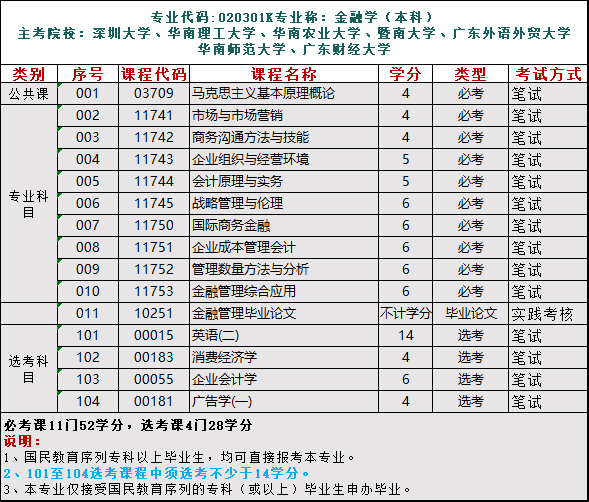 专业代码:020301K专业称：金融学（本科）
主考院校：深圳大学、华南理工大学、华南农业大学、暨南大学、广东外语外贸大学
华南师范大学、广东财经大学
类别 序号 课程代码 课程名称 学分 类型 考试方式
公共课 001 03709 马克思主义基本原理概论 4 必考 笔试
专业科目 002 11741 市场与市场营销 4 必考 笔试
003 11742 商务沟通方法与技能 4 必考 笔试
004 11743 企业组织与经营环境 5 必考 笔试
005 11744 会计原理与实务 5 必考 笔试
006 11745 战略管理与伦理 6 必考 笔试
007 11750 国际商务金融 6 必考 笔试
008 11751 企业成本管理会计 6 必考 笔试
009 11752 管理数量方法与分析 6 必考 笔试
010 11753 金融管理综合应用 6 必考 笔试
011 10251 金融管理毕业论文 不计学分 毕业论文 实践考核
选考科目 101 00015 英语(二) 14 选考 笔试
102 00183 消费经济学 4 选考 笔试
103 00055 企业会计学 6 选考 笔试
104 00181 广告学(一) 4 选考 笔试
必考课11门52学分，选考课4门28学分
说明：
1、国民教育序列专科以上毕业生，均可直接报考本专业。
2、101至104选考课程中须选考不少于14学分。
3、本专业仅接受国民教育序列的专科（或以上）毕业生申办毕业。